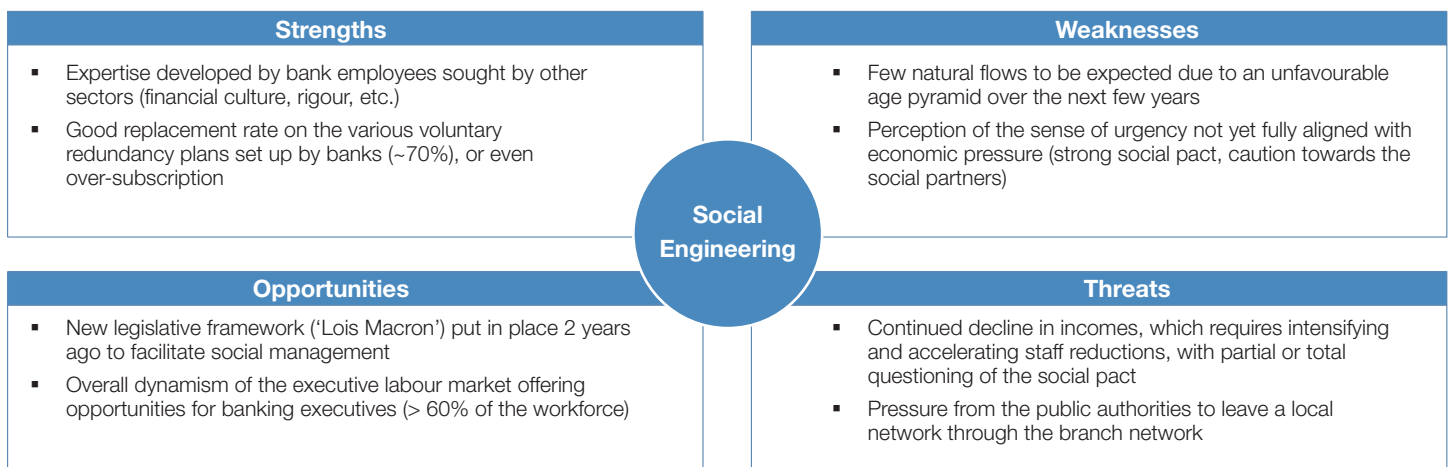 Strengths
▪ Expertise developed by bank employees sought by other
sectors (financial culture, rigour, etc.)
▪ Good replacement rate on the various voluntary
redundancy plans set up by banks (~70%), or even
over-subscription
Weaknesses
▪ Few natural flows to be expected due to an unfavourable
age pyramid over the next few years
▪ Perception of the sense of urgency not yet fully aligned with
economic pressure (strong social pact, caution towards the
social partners)
Social
Engineering
Opportunities
▪ New legislative framework (‘Lois Macron’) put in place 2 years
ago to facilitate social management
▪ Overall dynamism of the executive labour market offering
opportunities for banking executives (> 60% of the workforce)
Threats
▪ Continued decline in incomes, which requires intensifying
and accelerating staff reductions, with partial or total
questioning of the social pact
▪ Pressure from the public authorities to leave a local
network through the branch network